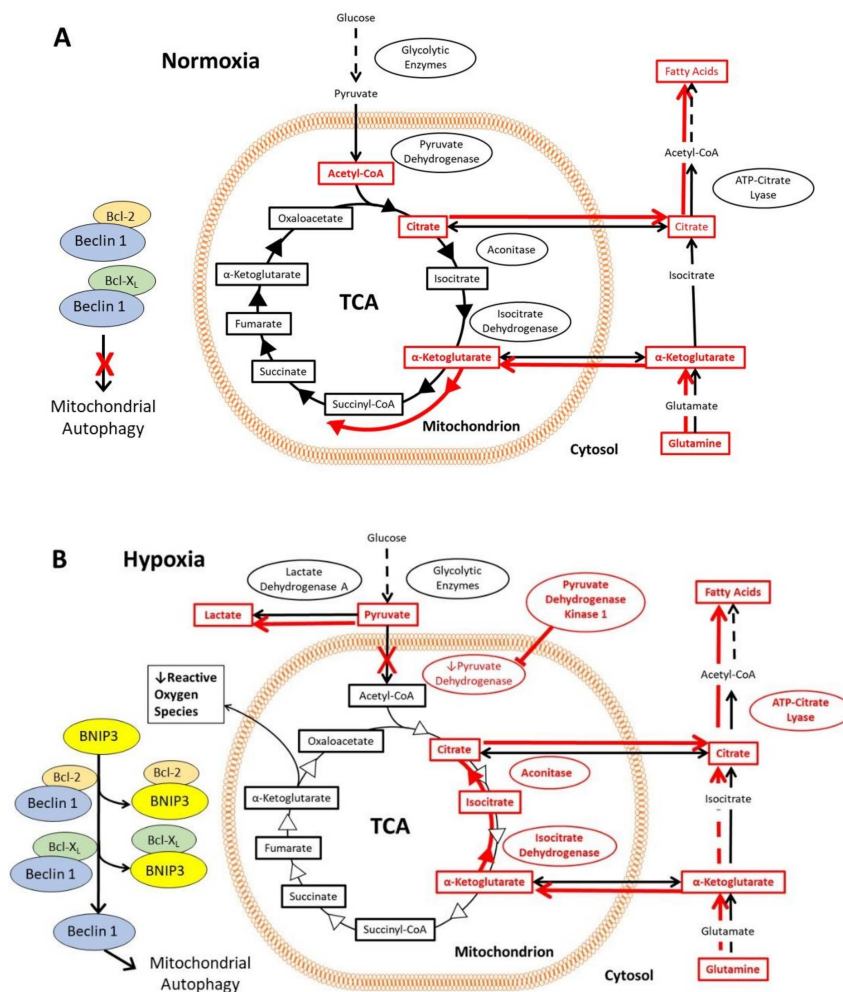 A
Normoxia
Glucose
Glycolytic
Enzymes
Pyruvate
Pyruvate
Dehydrogenase
Acetyl-CoA
Oxaloacetate
Citrate
Aconitase
Isocitrate
α-Ketoglutarate
TCA
Isocitrate
Dehydrogenase
Fumarate
α-Ketoglutarate
Succinate
Succinyl-CoA
Mitochondrion
Cytosol
Fatty Acids
Acetyl-CoA
ATP-Citrate
Lyase
Citrate
Isocitrate
α-Ketoglutarate
Glutamate
Glutamine
Bcl-2
Beclin 1
Bcl-XL
Beclin 1
X
Mitochondrial
Autophagy
B
Hypoxia
Glucose
Lactate
Dehydrogenase A
Glycolytic
Enzymes
Lactate
Pyruvate
Pyruvate
Dehydrogenase
Kinase 1
X
↓Pyruvate
Dehydrogenase
Acetyl-CoA
↓Reactive
Oxygen
Species
Oxaloacetate
Citrate
Aconitase
Isocitrate
α-Ketoglutarate
TCA
Isocitrate
Dehydrogenase
Fumarate
α-Ketoglutarate
Succinate
Succinyl-CoA
Mitochondrion
Cytosol
Fatty Acids
Acetyl-CoA
ATP-Citrate
Lyase
Citrate
Isocitrate
α-Ketoglutarate
Glutamate
Glutamine
BNIP3
Bcl-2
Beclin 1
Bcl-2
BNIP3
Bcl-XL
Beclin 1
Bcl-XL
BNIP3
Beclin 1
Mitochondrial
Autophagy